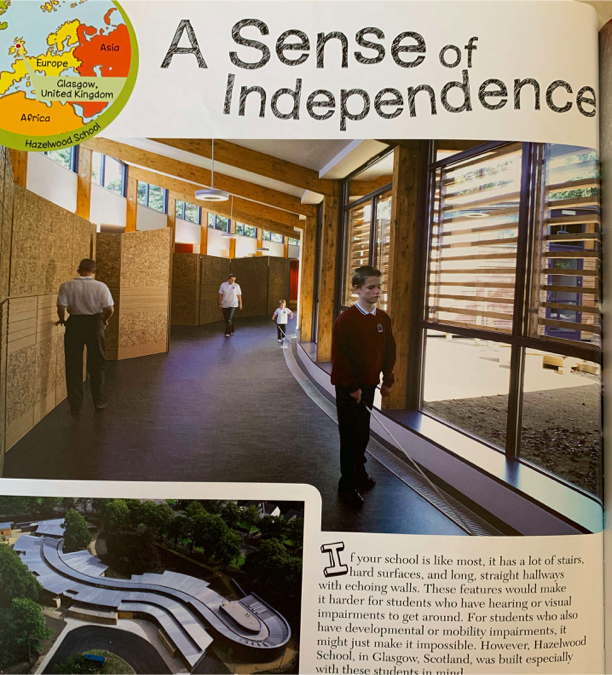 A Sense of
Independence
Asia
Europe
Glasgow,
United Kingdom
Africa
Hazelwood School
If your school is like most, it has a lot of stairs,
hard surfaces, and long, straight hallways
with echoing walls. These features would make
it harder for students who have hearing or visual
impairments to get around. For students who also
have developmental or mobility impairments, it
might just make it impossible. However, Hazelwood
School, in Glasgow, Scotland, was built especially
with these students in mind